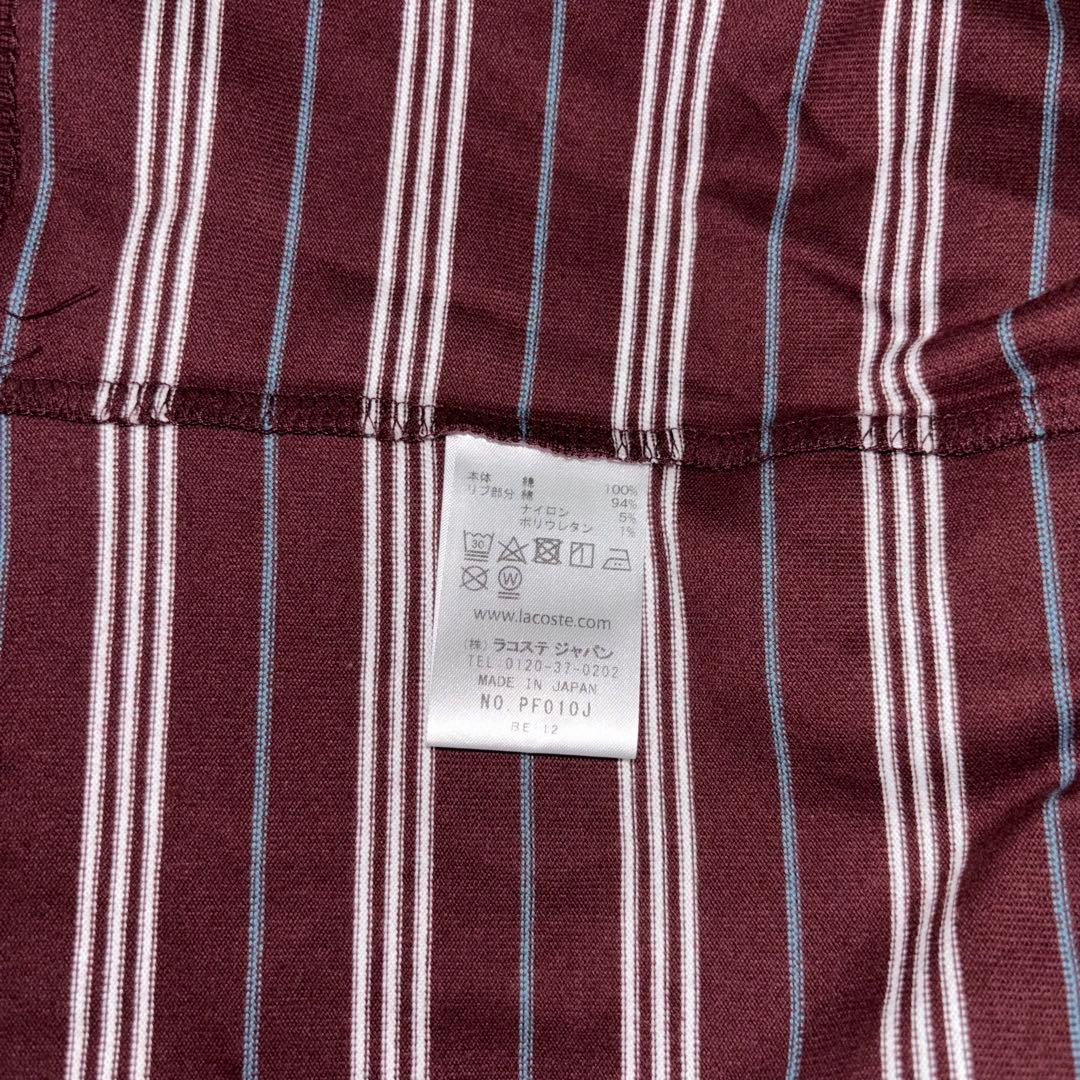 本体 綿 100%
リブ部分 綿 94%
ナイロン 5%
ポリウレタン 1%
30
W
www.lacoste.com
(株) ラコステ ジャパン
TEL:0120-37-0202
MADE IN JAPAN
NO. PF010J
BE-12